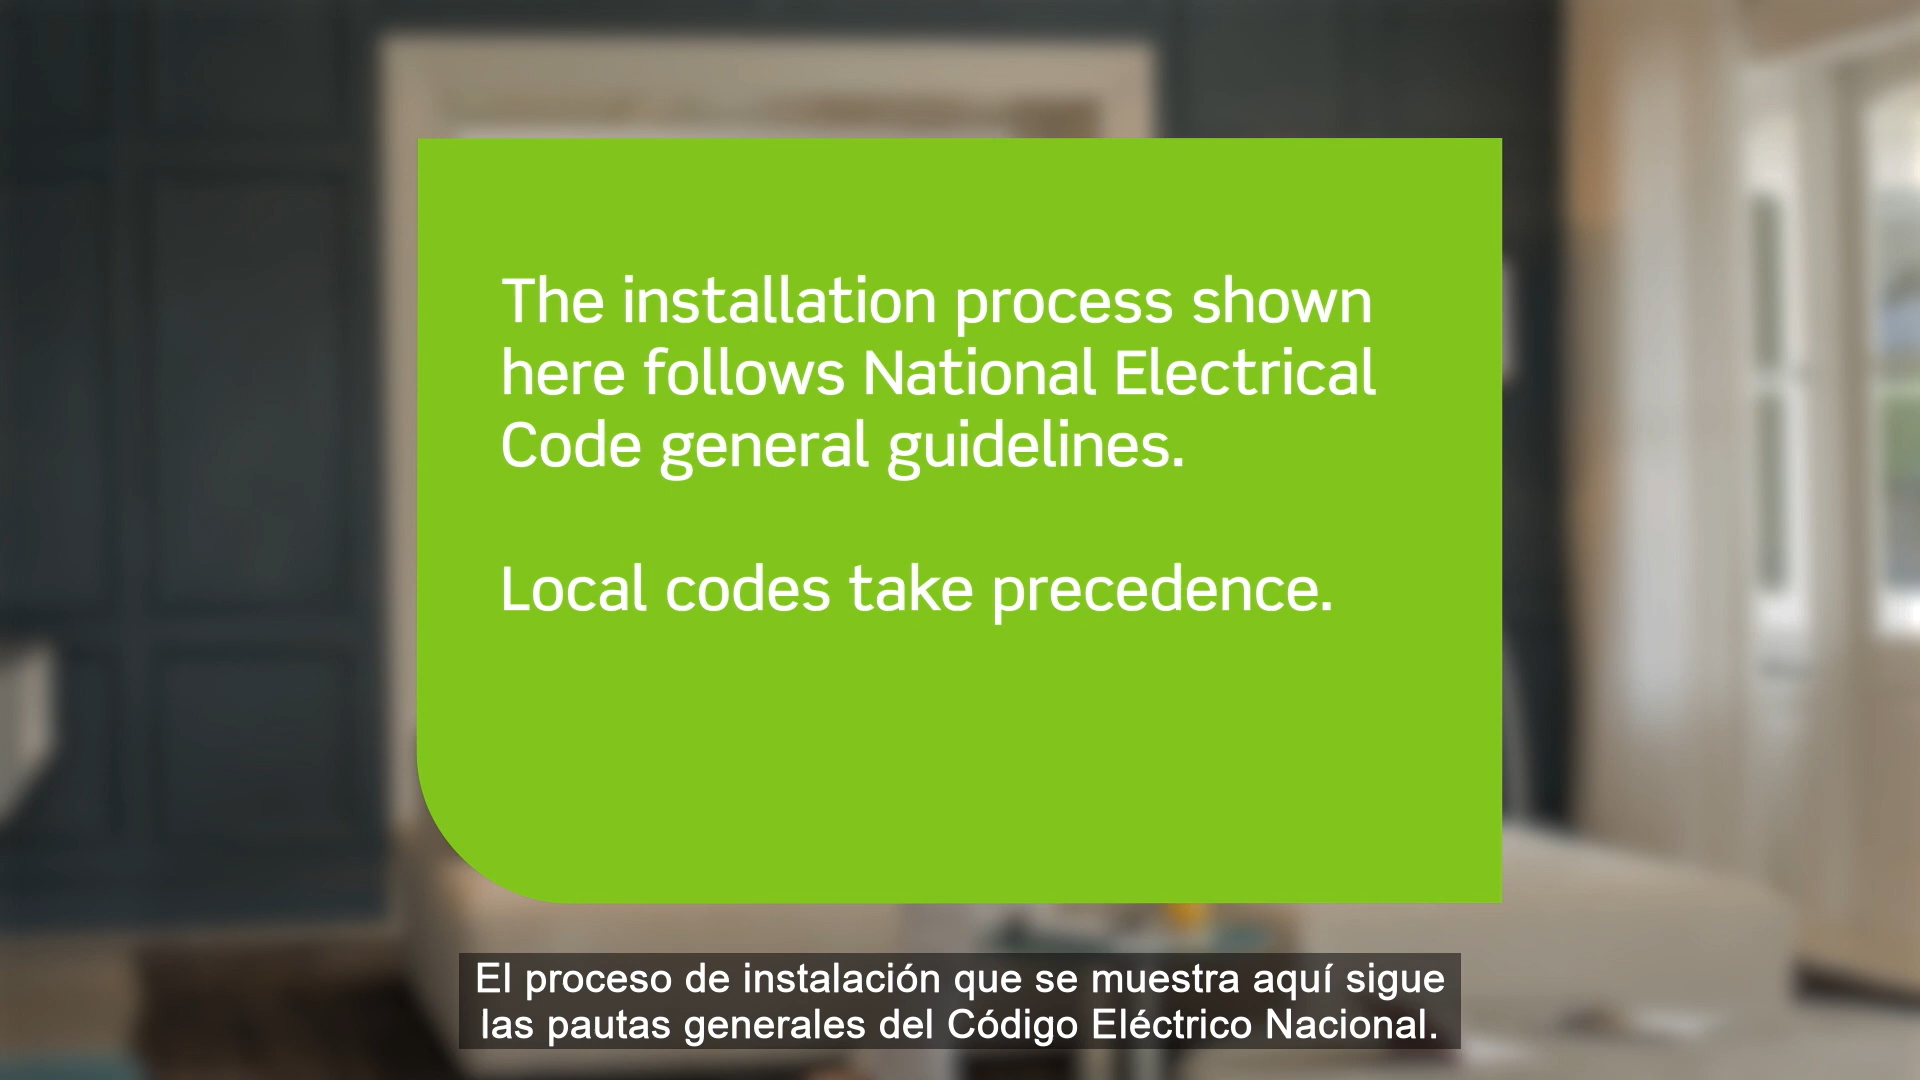 The installation process shown
here follows National Electrical
Code general guidelines.
Local codes take precedence.
El proceso de instalación que se muestra aquí sigue
las pautas generales del Código Eléctrico Nacional.